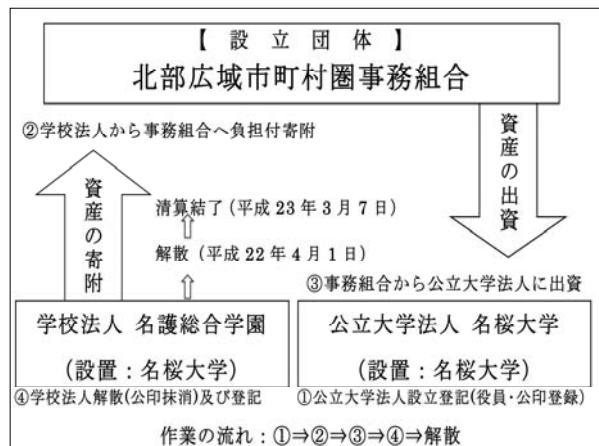 【 設 立 団 体 】
北部広域市町村圏事務組合
②学校法人から事務組合へ負担付寄附
資産の寄附
資産の出資
清算結了（平成 23 年 3 月 7 日）
解散（平成 22 年 4 月 1 日）
③事務組合から公立大学法人に出資
学校法人 名護総合学園
（設置：名桜大学）
公立大学法人 名桜大学
（設置：名桜大学）
④学校法人解散(公印抹消)及び登記
①公立大学法人設立登記(役員・公印登録)
作業の流れ：①⇒②⇒③⇒④⇒解散